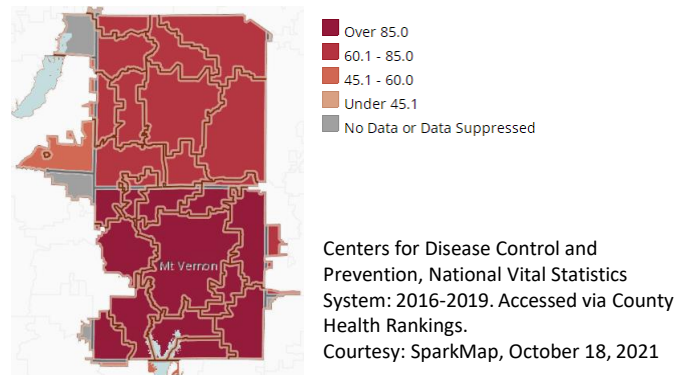 Over 85.0
60.1 - 85.0
45.1 - 60.0
Under 45.1
No Data or Data Suppressed
Mt Vernon
Centers for Disease Control and
Prevention, National Vital Statistics
System: 2016-2019. Accessed via County
Health Rankings.
Courtesy: SparkMap, October 18, 2021